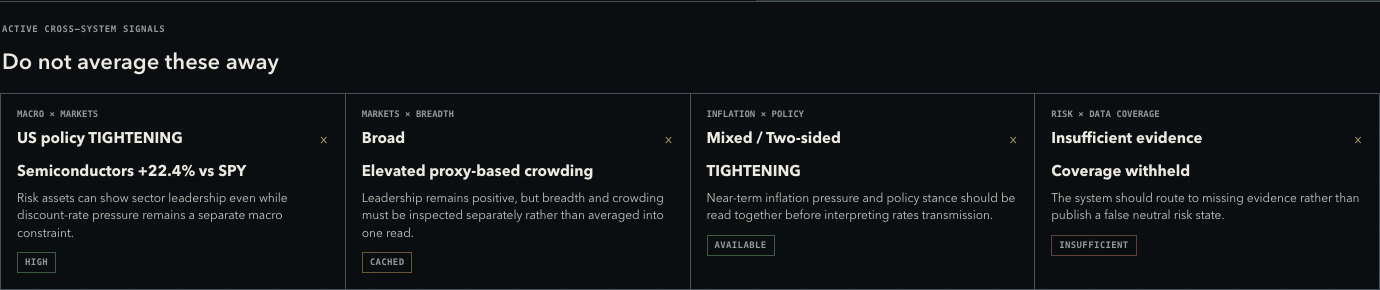 ACTIVE CROSS-SYSTEM SIGNALS
Do not average these away
MACRO × MARKETS
US policy TIGHTENING
×
Semiconductors +22.4% vs SPY
Risk assets can show sector leadership even while
discount-rate pressure remains a separate macro
constraint.
HIGH
MARKETS × BREADTH
Broad
×
Elevated proxy-based crowding
Leadership remains positive, but breadth and crowding
must be inspected separately rather than averaged into
one read.
CACHED
INFLATION × POLICY
Mixed / Two-sided
×
TIGHTENING
Near-term inflation pressure and policy stance should be
read together before interpreting rates transmission.
AVAILABLE
RISK × DATA COVERAGE
Insufficient evidence
×
Coverage withheld
The system should route to missing evidence rather than
publish a false neutral risk state.
INSUFFICIENT